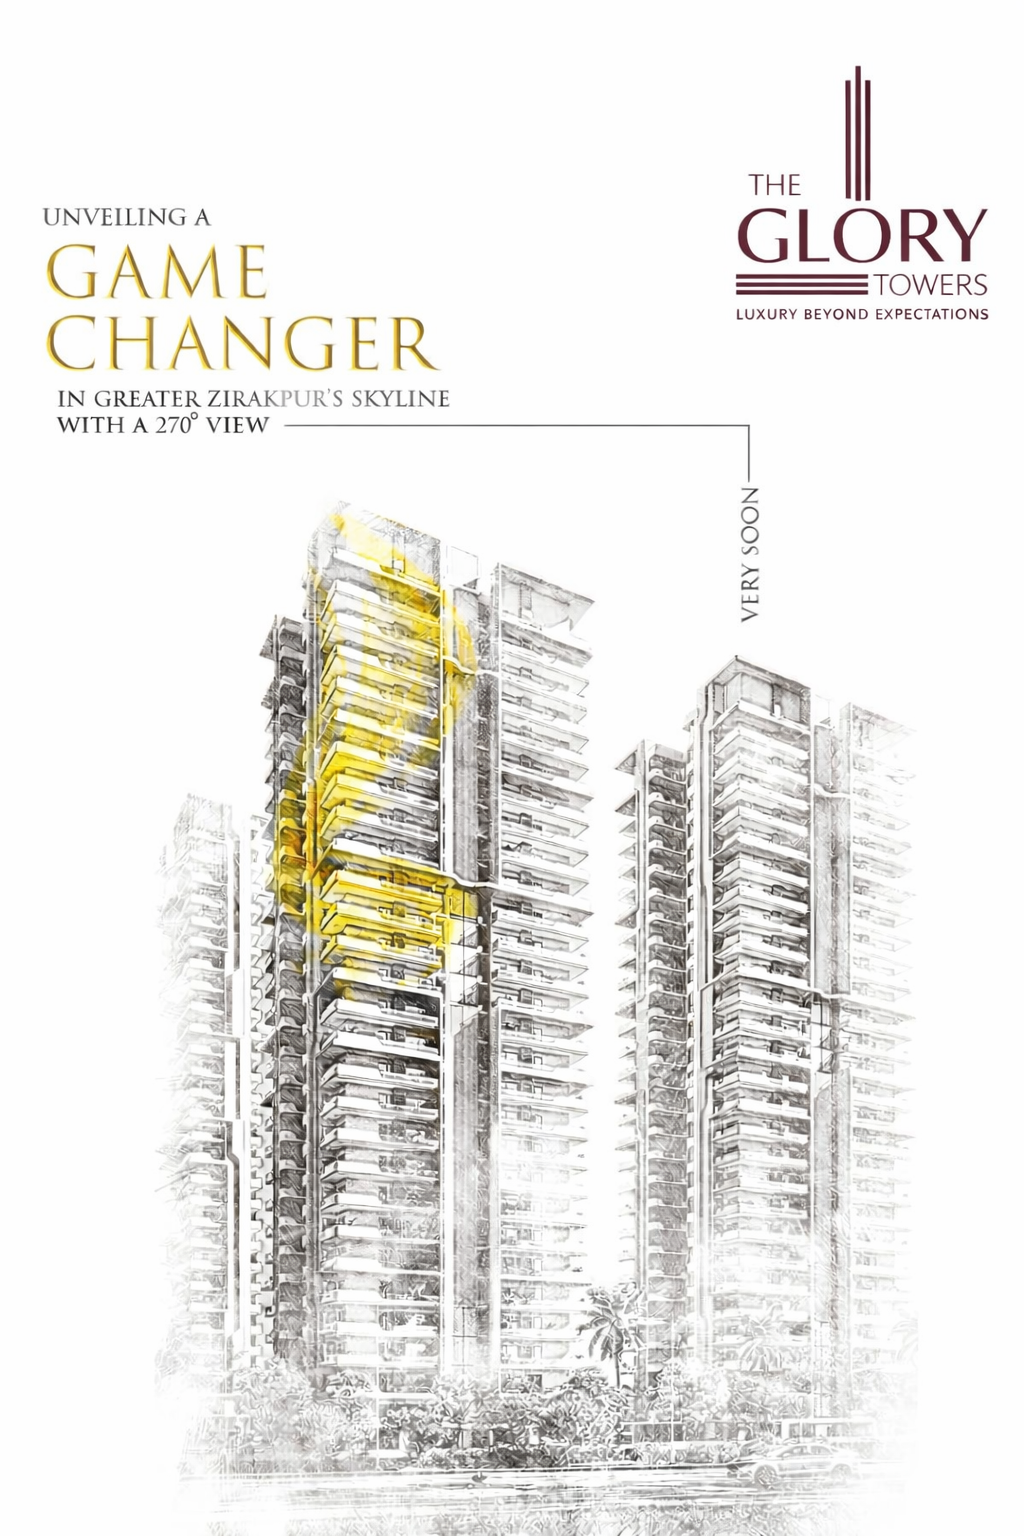 UNVEILING A
GAME
CHANGER
IN GREATER ZIRAKPUR'S SKYLINE
WITH A 270° VIEW
VERY SOON
THE
GLORY
TOWERS
LUXURY BEYOND EXPECTATIONS